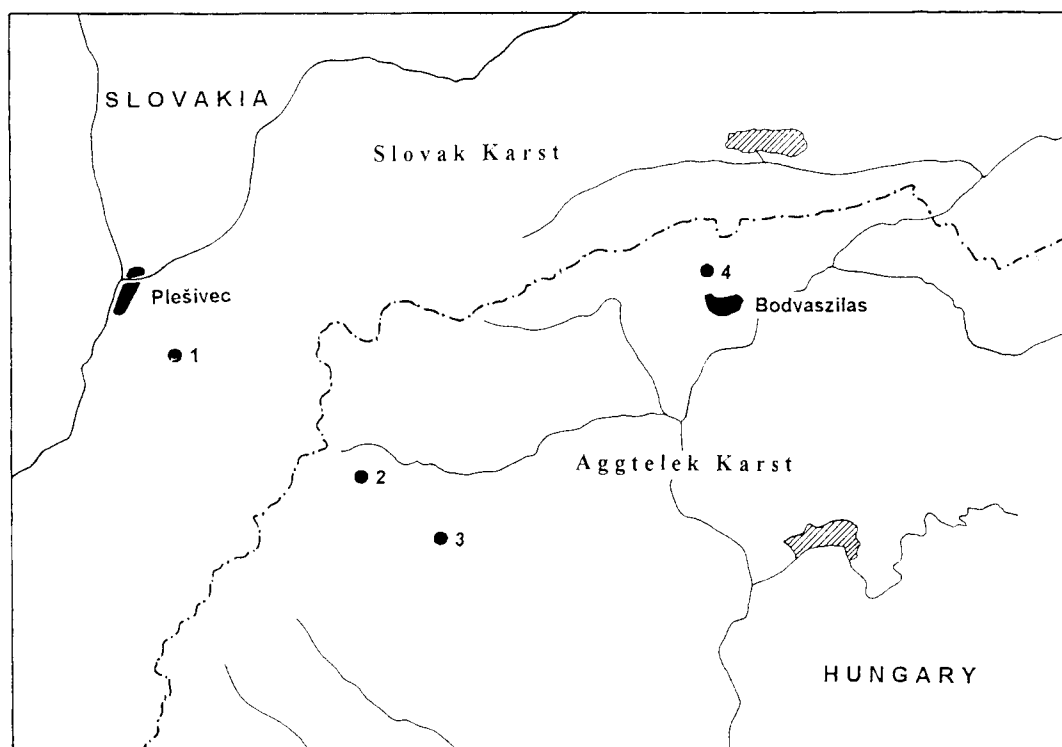 SLOVAKIA
Slovak Karst
4
Plešivec
Bodvaszilas
1
Aggtelek Karst
2
3
HUNGARY